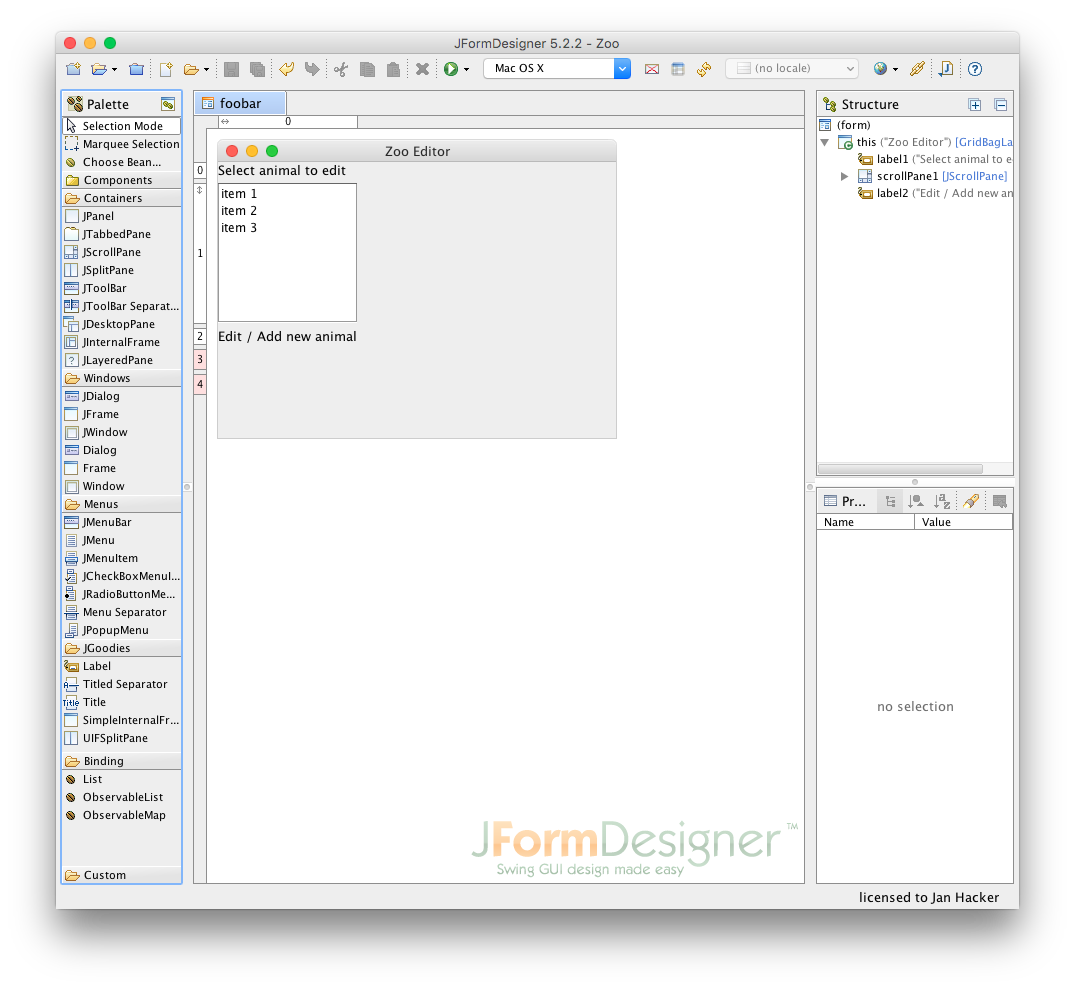 JFormDesigner 5.2.2 - Zoo
Mac OS X
(no locale)
Palette
Selection Mode
Marquee Selection
Choose Bean...
Components
Containers
JPanel
JTabbedPane
JScrollPane
JSplitPane
JToolBar
JToolBar Separat...
JDesktopPane
JInternalFrame
JLayeredPane
Windows
JDialog
JFrame
JWindow
Dialog
Frame
Window
Menus
JMenuBar
JMenu
JMenuItem
JCheckBoxMenuI...
JRadioButtonMe...
Menu Separator
JPopupMenu
JGoodies
Label
Titled Separator
Title
SimpleInternalFr...
UIFSplitPane
Binding
List
ObservableList
ObservableMap
Custom
foobar
0
0
1
2
3
4
Zoo Editor
Select animal to edit
item 1
item 2
item 3
Edit / Add new animal
JFormDesigner ™
Swing GUI design made easy
Structure
(form)
this ("Zoo Editor") [GridBagLa
label1 ("Select animal to e
scrollPane1 [JScrollPane]
label2 ("Edit / Add new an
Pr...
Name Value
no selection
licensed to Jan Hacker